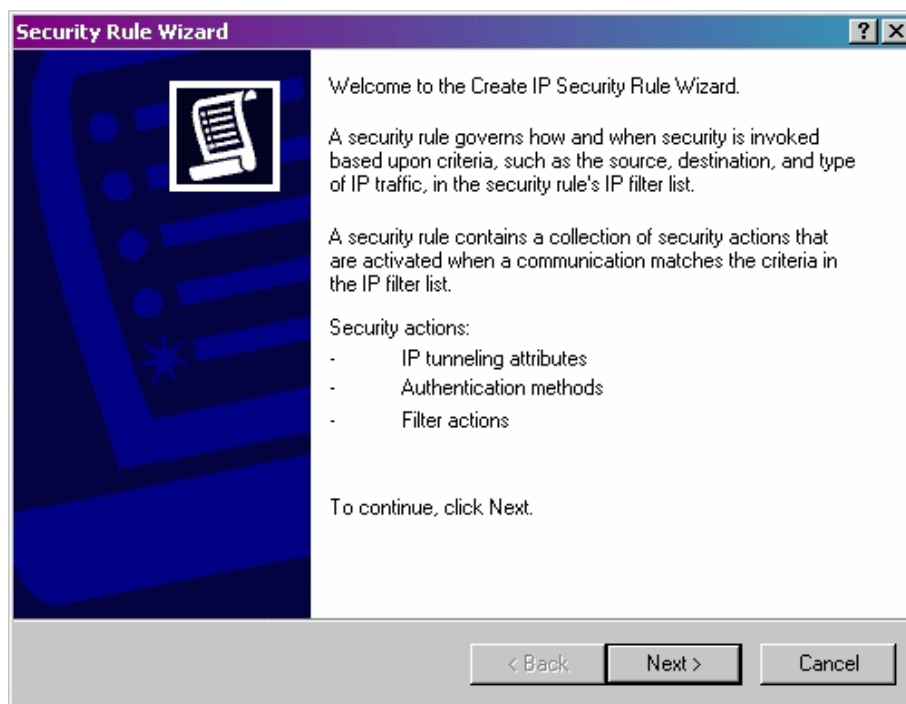 Security Rule Wizard
Welcome to the Create IP Security Rule Wizard.
A security rule governs how and when security is invoked
based upon criteria, such as the source, destination, and type
of IP traffic, in the security rule's IP filter list.
A security rule contains a collection of security actions that
are activated when a communication matches the criteria in
the IP filter list.
Security actions:
- IP tunneling attributes
- Authentication methods
- Filter actions
To continue, click Next.
< Back Next > Cancel